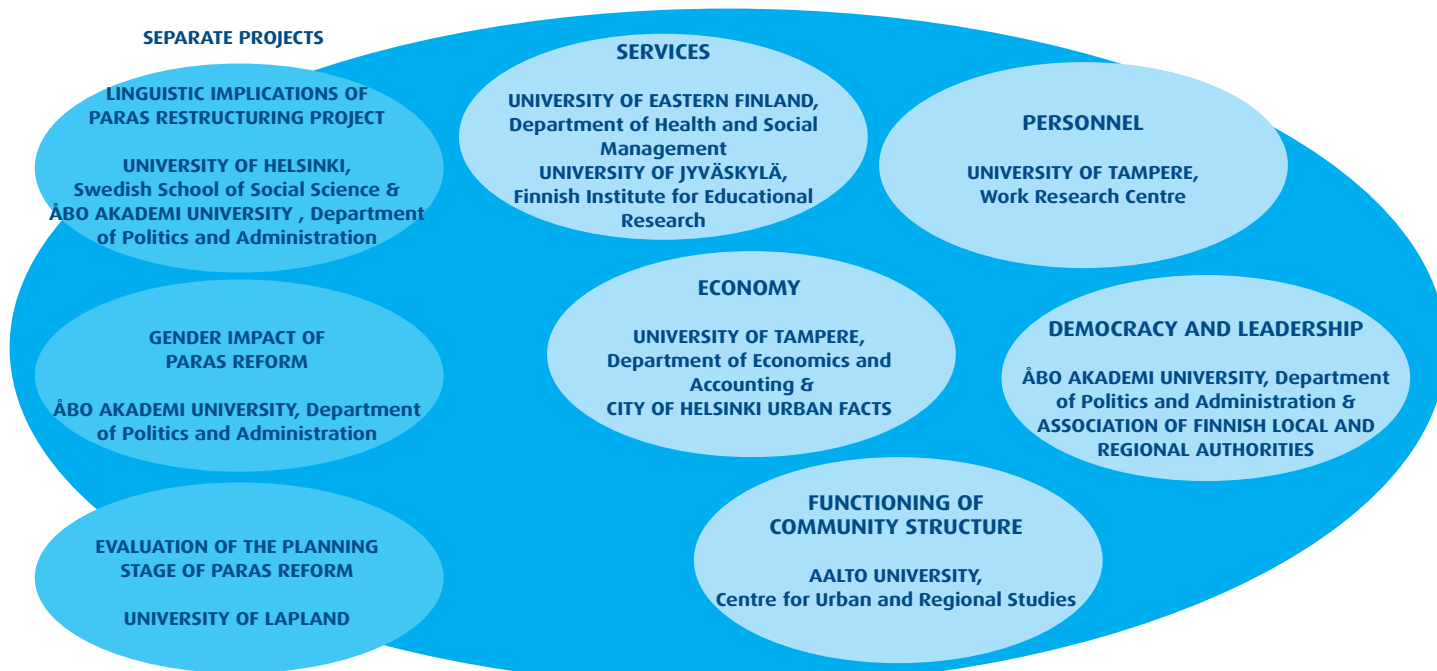 SEPARATE PROJECTS
LINGUISTIC IMPLICATIONS OF
PARAS RESTRUCTURING PROJECT
UNIVERSITY OF HELSINKI,
Swedish School of Social Science &
ÅBO AKADEMI UNIVERSITY , Department
of Politics and Administration
GENDER IMPACT OF
PARAS REFORM
ÅBO AKADEMI UNIVERSITY, Department
of Politics and Administration
EVALUATION OF THE PLANNING
STAGE OF PARAS REFORM
UNIVERSITY OF LAPLAND
SERVICES
UNIVERSITY OF EASTERN FINLAND,
Department of Health and Social
Management
UNIVERSITY OF JYVÄSKYLÄ,
Finnish Institute for Educational
Research
PERSONNEL
UNIVERSITY OF TAMPERE,
Work Research Centre
ECONOMY
UNIVERSITY OF TAMPERE,
Department of Economics and
Accounting &
CITY OF HELSINKI URBAN FACTS
DEMOCRACY AND LEADERSHIP
ÅBO AKADEMI UNIVERSITY, Department
of Politics and Administration &
ASSOCIATION OF FINNISH LOCAL AND
REGIONAL AUTHORITIES
FUNCTIONING OF
COMMUNITY STRUCTURE
AALTO UNIVERSITY,
Centre for Urban and Regional Studies